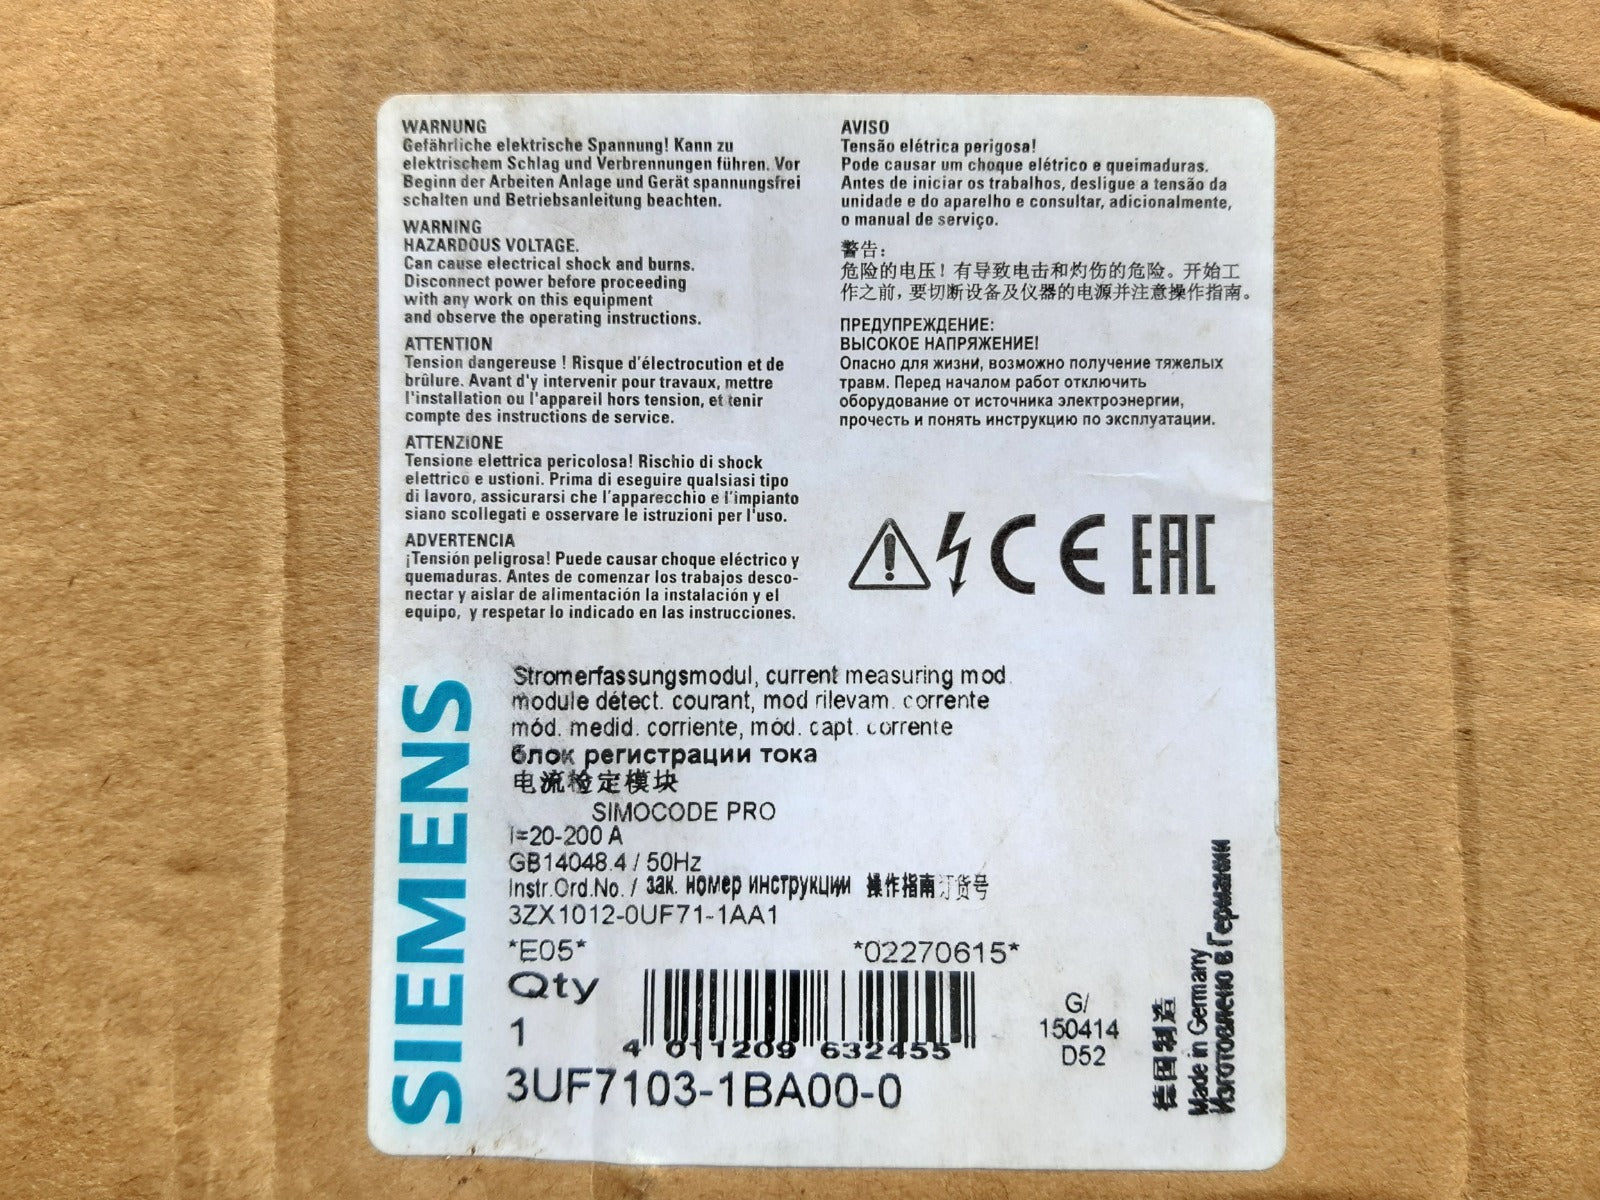 WARNUNG
Gefährliche elektrische Spannung! Kann zu
elektrischem Schlag und Verbrennungen führen. Vor
Beginn der Arbeiten Anlage und Gerät spannungsfrei
schalten und Betriebsanleitung beachten.
WARNING
HAZARDOUS VOLTAGE.
Can cause electrical shock and burns.
Disconnect power before proceeding
with any work on this equipment
and observe the operating instructions.
ATTENTION
Tension dangereuse ! Risque d'électrocution et de
brûlure. Avant d'y intervenir pour travaux, mettre
l'installation ou l'appareil hors tension, et tenir
compte des instructions de service.
ATTENZIONE
Tensione elettrica pericolosa! Rischio di shock
elettrico e ustioni. Prima di eseguire qualsiasi tipo
di lavoro, assicurarsi che l'apparecchio e l'impianto
siano scollegati e osservare le istruzioni per l'uso.
ADVERTENCIA
¡Tensión peligrosa! Puede causar choque eléctrico y
quemaduras. Antes de comenzar los trabajos desco-
nectar y aislar de alimentación la instalación y el
equipo, y respetar lo indicado en las instrucciones.
AVISO
Tensão elétrica perigosa!
Pode causar um choque elétrico e queimaduras.
Antes de iniciar os trabalhos, desligue a tensão da
unidade e do aparelho e consultar, adicionalmente,
o manual de serviço.
警告:
危险的电压! 有导致电击和灼伤的危险。开始工
作之前,要切断设备及仪器的电源并注意操作指南。
ПРЕДУПРЕЖДЕНИЕ:
ВЫСОКОЕ НАПРЯЖЕНИЕ!
Опасно для жизни, возможно получение тяжелых
травм. Перед началом работ отключить
оборудование от источника электроэнергии,
прочесть и понять инструкцию по эксплуатации.
CE EAC
SIEMENS
Stromerfassungsmodul, current measuring mod.
module détect. courant, mod rilevam. corrente
mód. medid. corriente, mód. capt. corrente
блок регистрации тока
电流检定模块
SIMOCODE PRO
I=20-200 A
GB14048.4 / 50Hz
Instr.Ord.No. / зак. номер инструкции 操作指南订货号
3ZX1012-0UF71-1AA1
*E05* *02270615*
Qty
1
4 011209 632455
3UF7103-1BA00-0
G/
150414
D52
德国制造
Made in Germany
Изготовлено в Германии